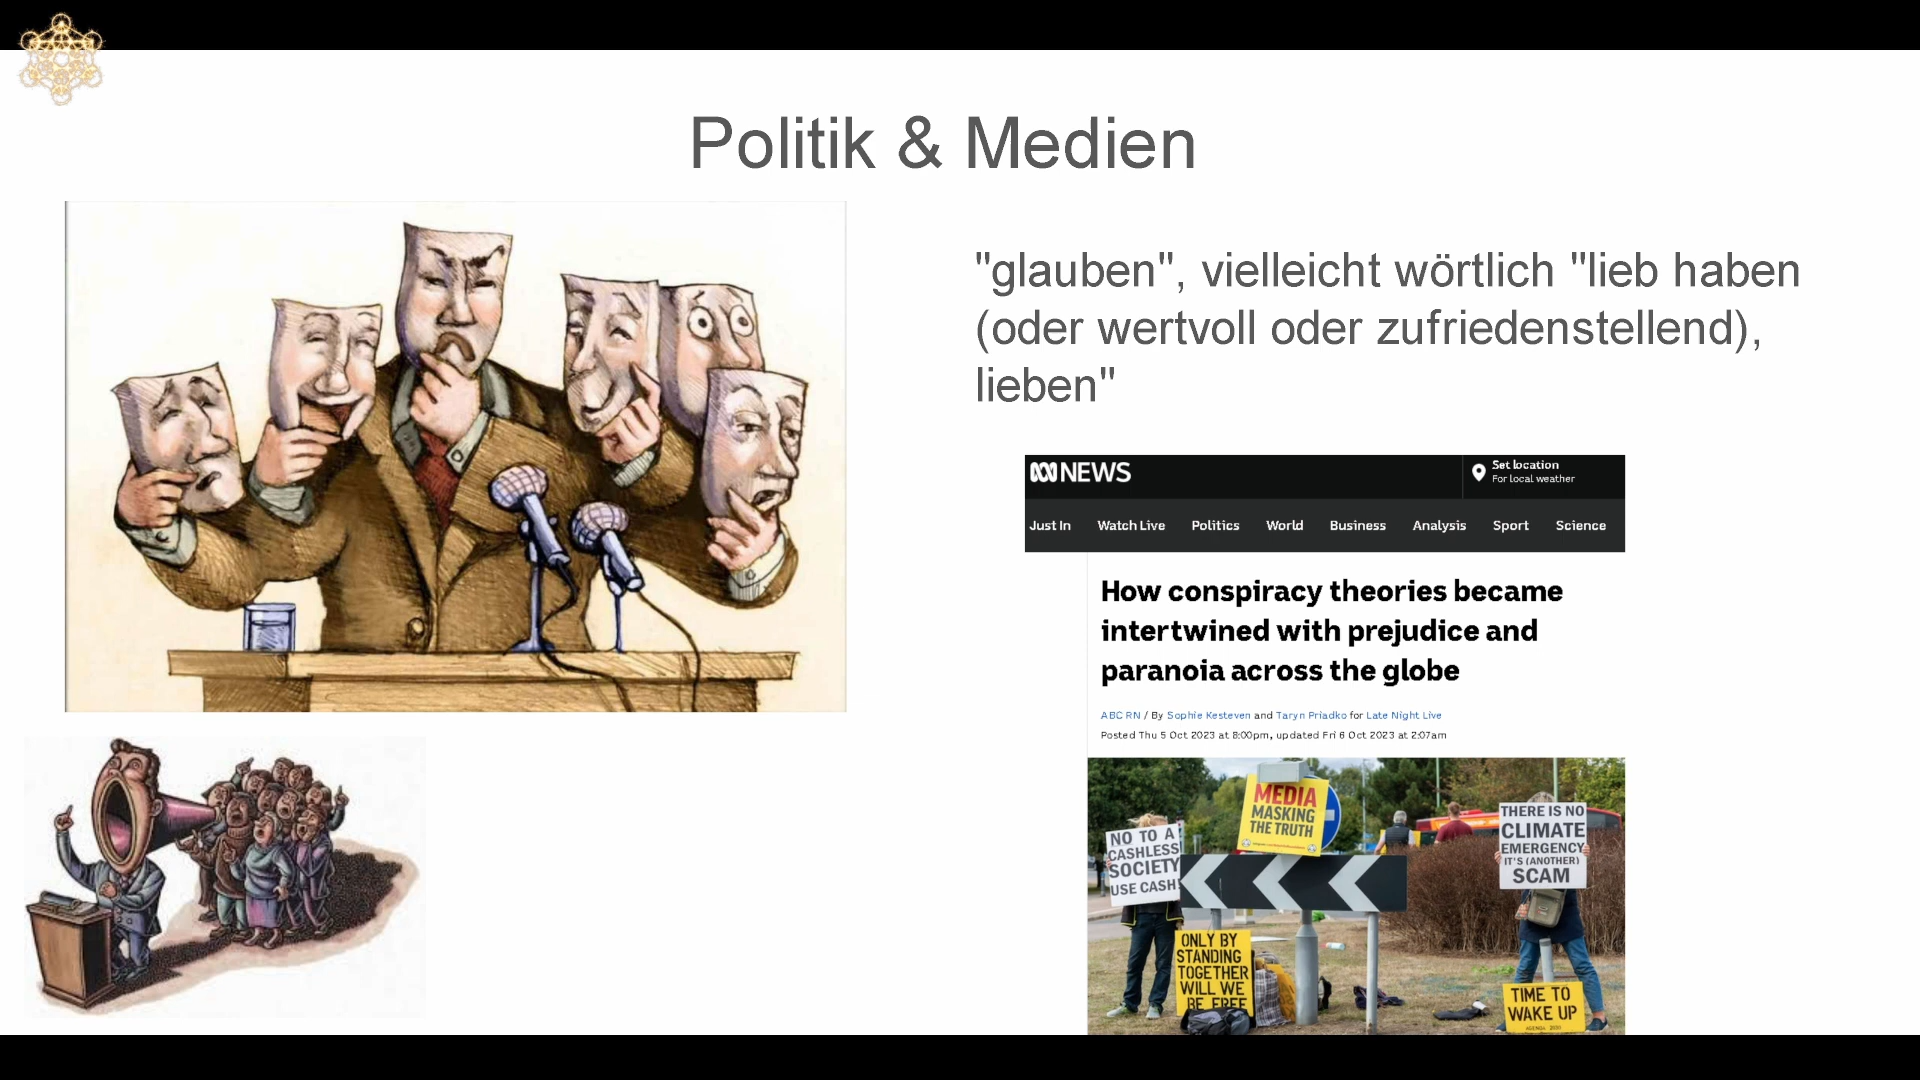 Politik & Medien
"glauben", vielleicht wörtlich "lieb haben
(oder wertvoll oder zufriedenstellend),
lieben"
NEWS
Set location
For local weather
Just In Watch Live Politics World Business Analysis Sport Science
How conspiracy theories became
intertwined with prejudice and
paranoia across the globe
ABC RN / By Sophie Kesteven and Taryn Priadko for Late Night Live
Posted Thu 5 Oct 2023 at 8:00pm, updated Fri 6 Oct 2023 at 2:07am
MEDIA
MASKING
THE TRUTH
NO TO A
CASHLESS
SOCIETY
USE CASH!
THERE IS NO
CLIMATE
EMERGENCY
IT'S (ANOTHER)
SCAM
ONLY BY
STANDING
TOGETHER
WILL WE
BE FREE
TIME TO
WAKE UP
AGENDA 2030